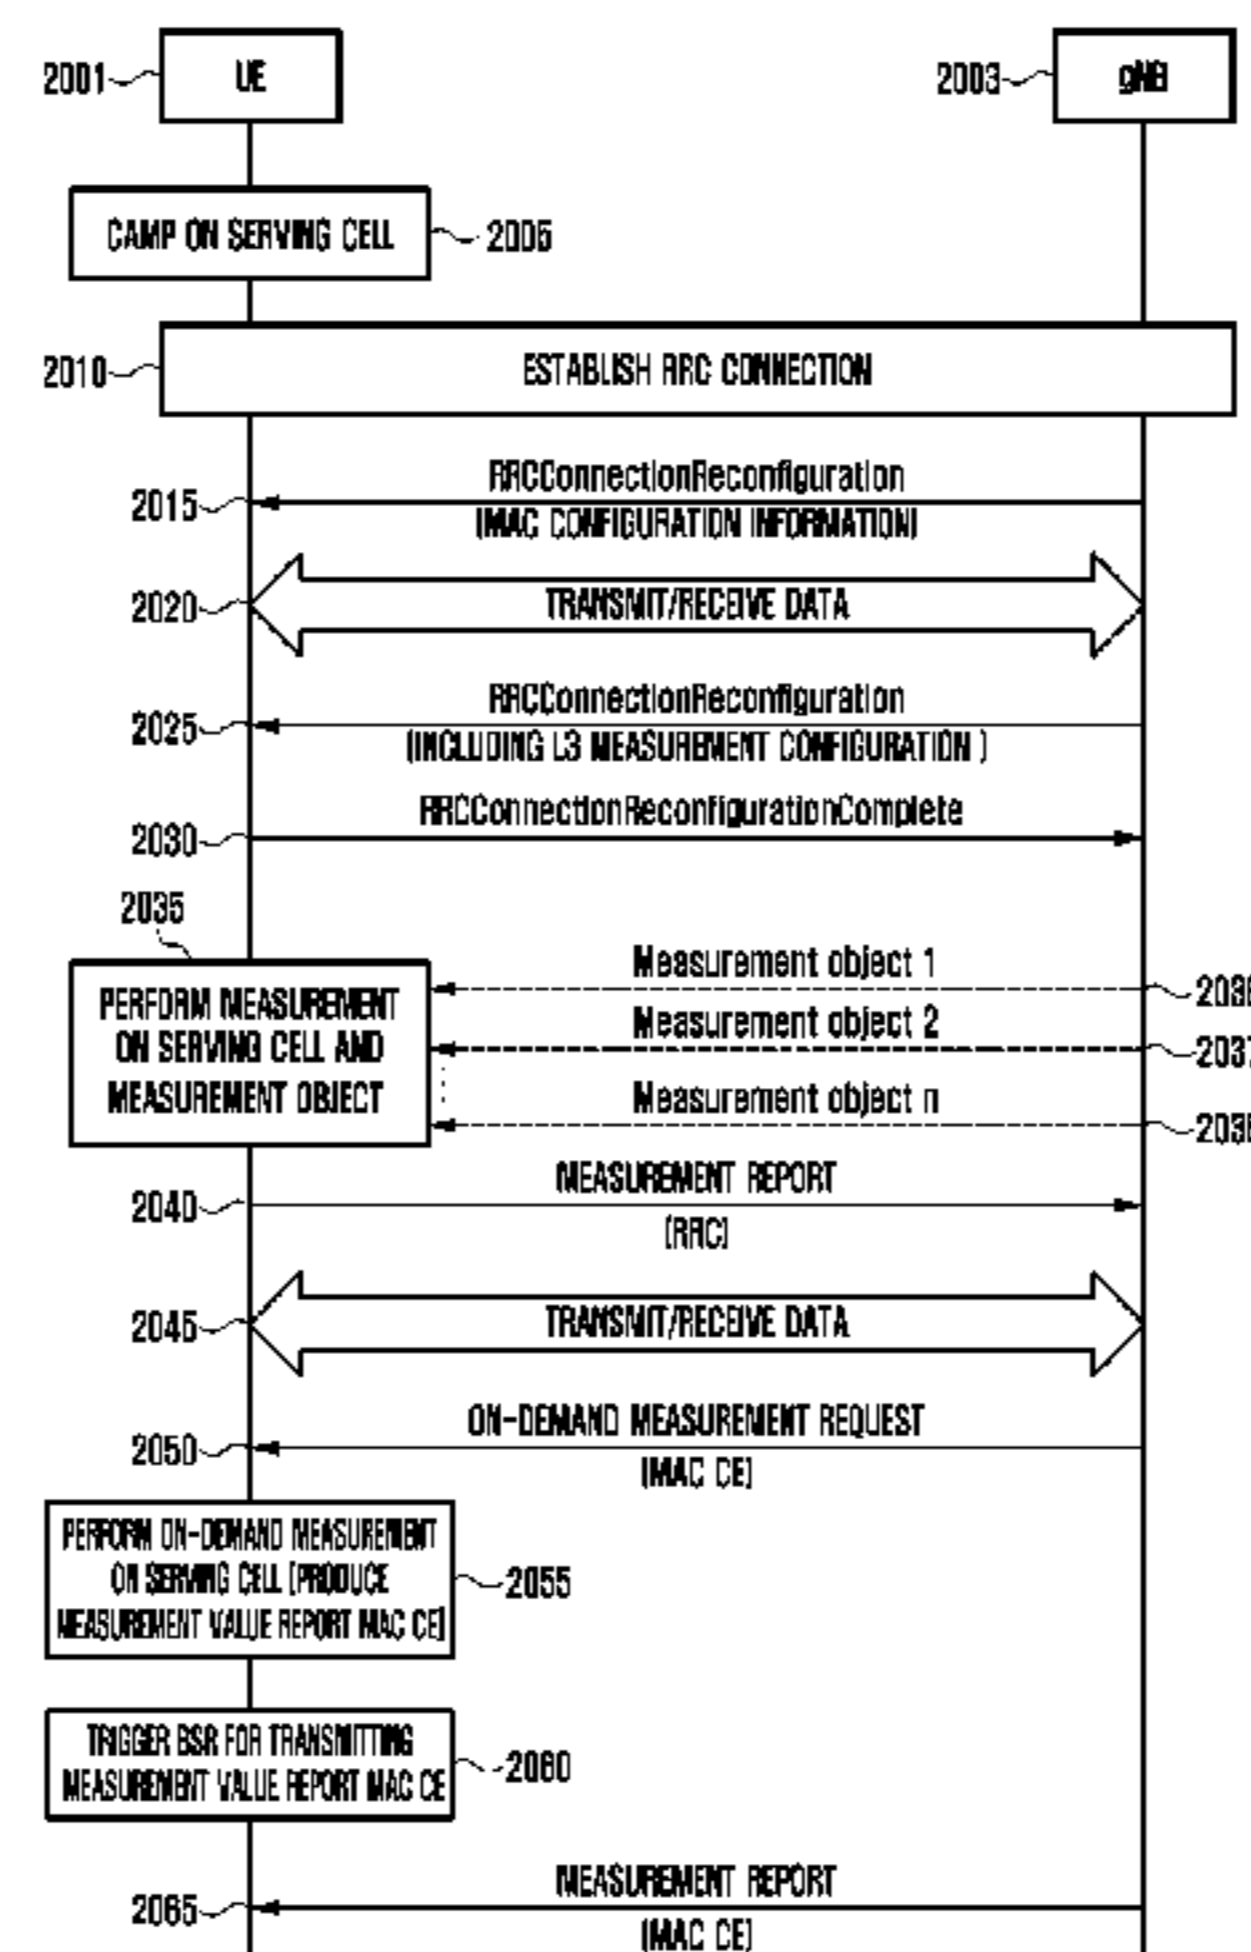 2001
UE
2003
gNB
CAMP ON SERVING CELL
2005
2010
ESTABLISH RRC CONNECTION
RRCConnectionReconfiguration
2015
(MAC CONFIGURATION INFORMATION)
2020
TRANSMIT/RECEIVE DATA
RRCConnectionReconfiguration
2025
(INCLUDING L3 MEASUREMENT CONFIGURATION )
RRCConnectionReconfigurationComplete
2030
2035
PERFORM MEASUREMENT
ON SERVING CELL AND
MEASUREMENT OBJECT
Measurement object 1
Measurement object 2
2037
Measurement object n
MEASUREMENT REPORT
2040
(RRC)
2045
TRANSMIT/RECEIVE DATA
ON-DEMAND MEASUREMENT REQUEST
2050
(MAC CE)
PERFORM ON-DEMAND MEASUREMENT
ON SERVING CELL (PRODUCE
MEASUREMENT VALUE REPORT MAC CE)
2055
TRIGGER BSR FOR TRANSMITTING
MEASUREMENT VALUE REPORT MAC CE
2060
MEASUREMENT REPORT
2065
(MAC CE)